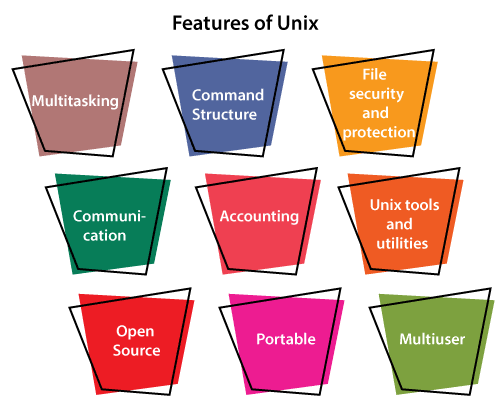 Features of Unix
Multitasking
Command
Structure
File
security
and
protection
Communi-
cation
Accounting
Unix tools
and
utilities
Open
Source
Portable
Multiuser